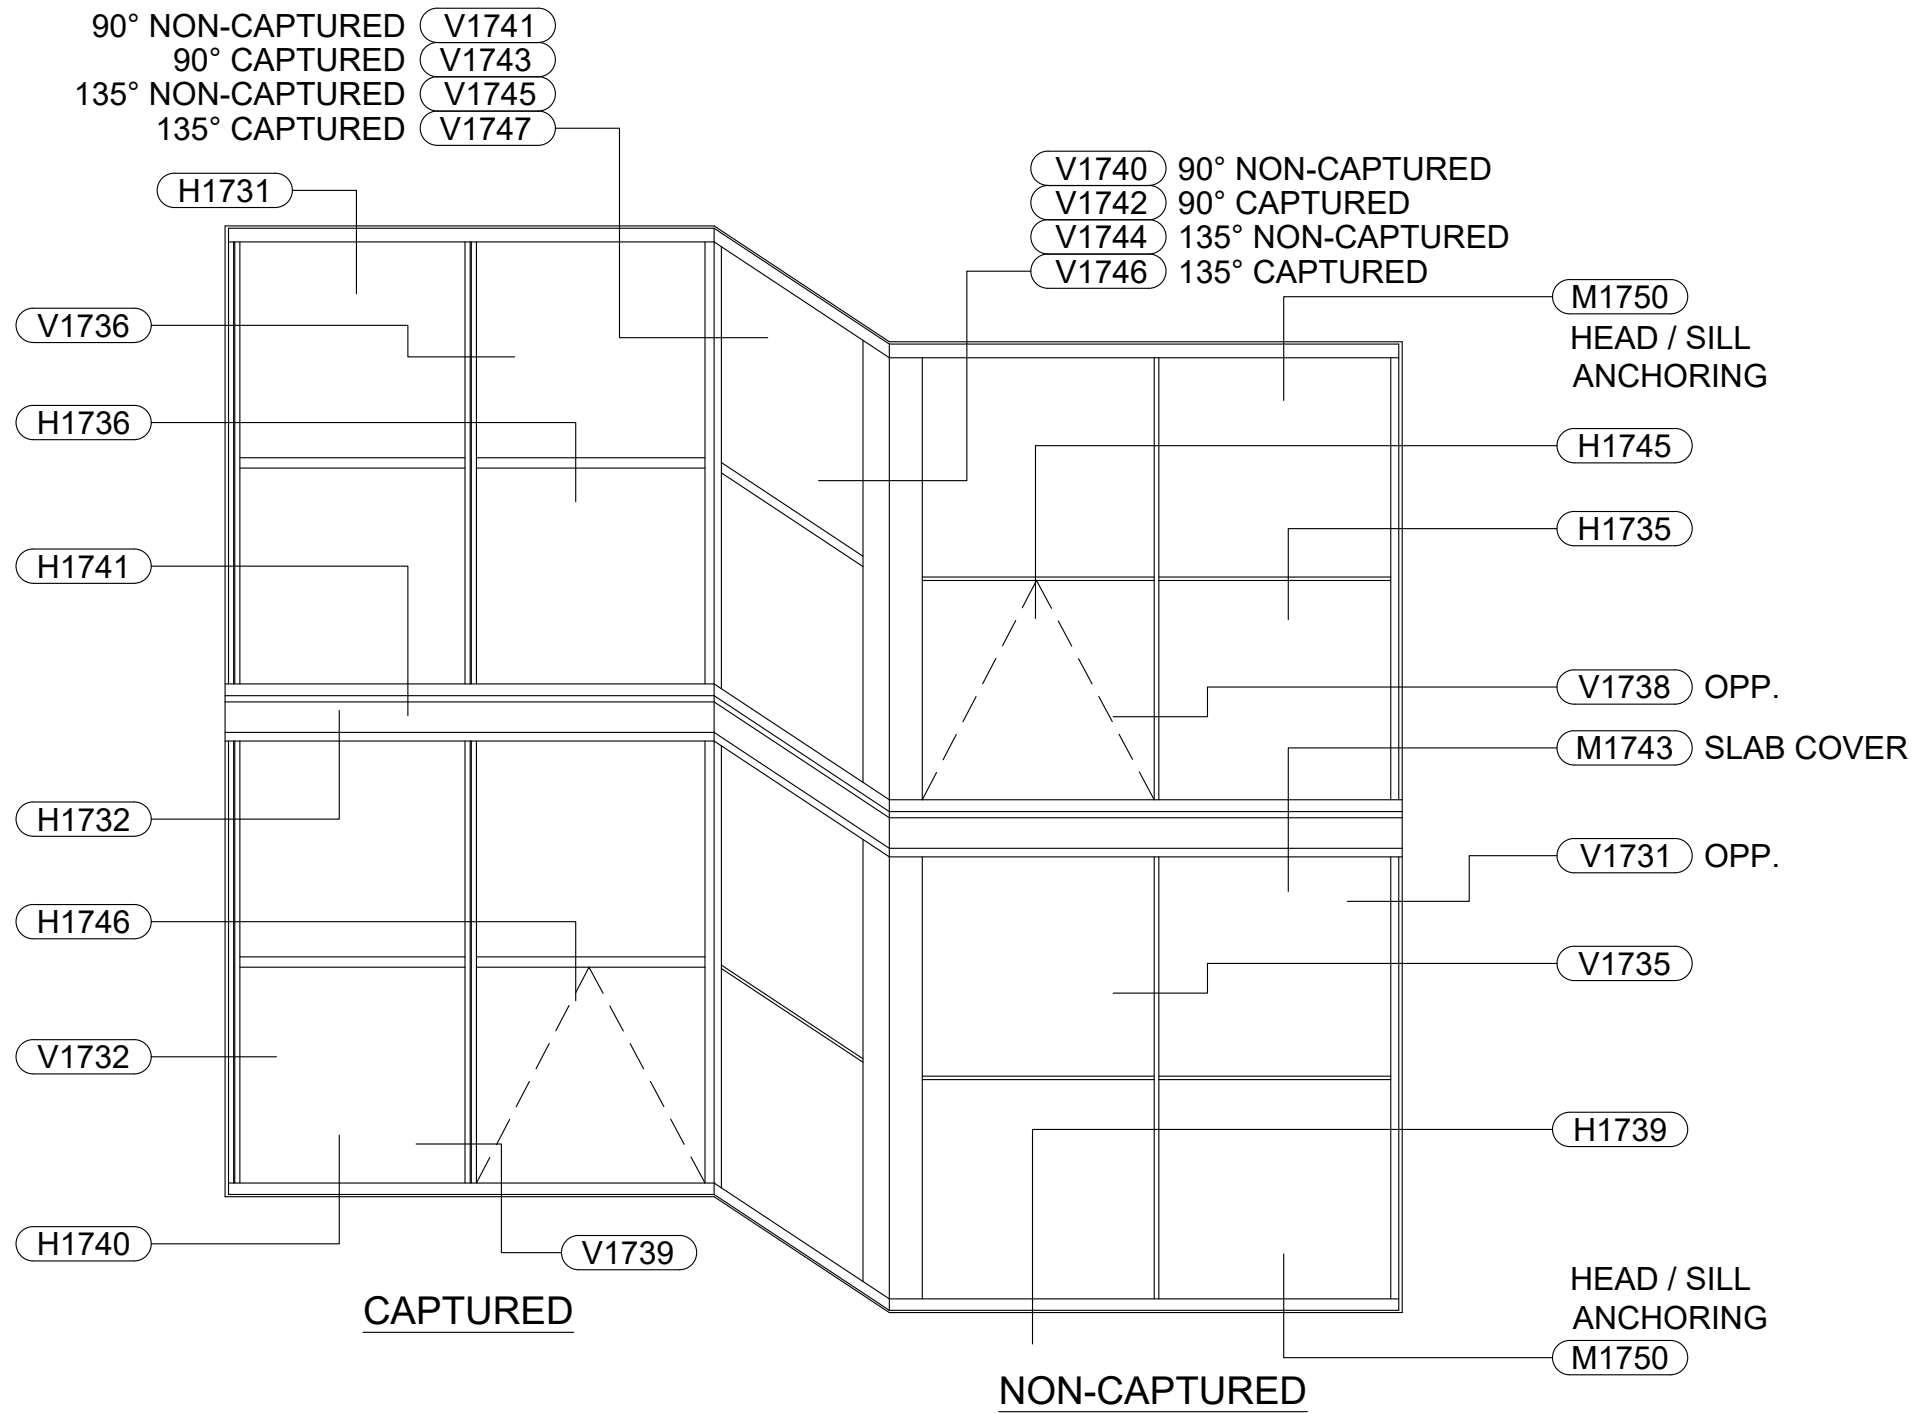 90° NON-CAPTURED V1741
90° CAPTURED V1743
135° NON-CAPTURED V1745
135° CAPTURED V1747
V1740 90° NON-CAPTURED
V1742 90° CAPTURED
V1744 135° NON-CAPTURED
V1746 135° CAPTURED
H1731
M1750
HEAD / SILL
ANCHORING
V1736
H1736
H1745
H1735
H1741
V1738 OPP.
M1743 SLAB COVER
H1732
V1731 OPP.
H1746
V1735
V1732
H1739
H1740
V1739
CAPTURED
HEAD / SILL
ANCHORING
M1750
NON-CAPTURED